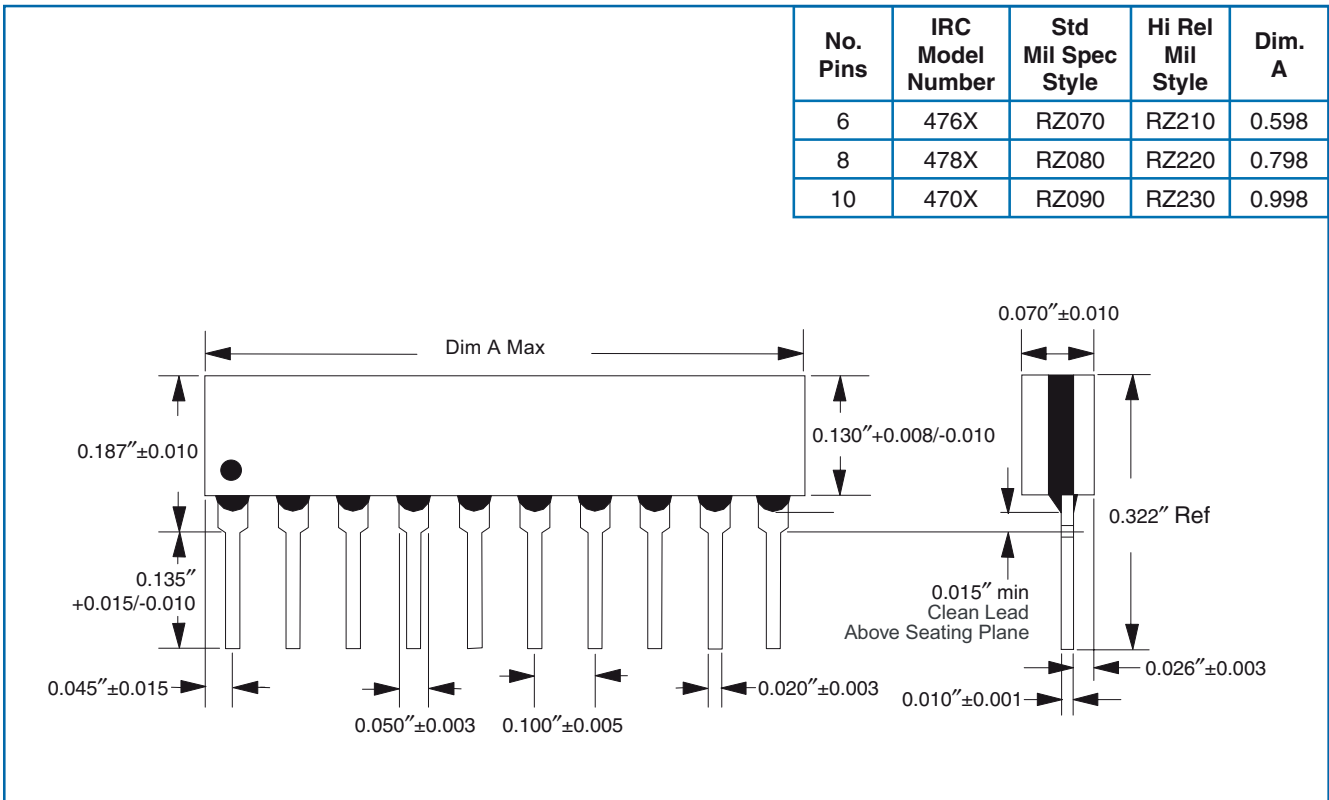 No.
Pins
IRC
Model
Number
Std
Mil Spec
Style
Hi Rel
Mil
Style
Dim.
A
6 476X RZ070 RZ210 0.598
8 478X RZ080 RZ220 0.798
10 470X RZ090 RZ230 0.998
0.070″±0.010
Dim A Max
0.187″±0.010
0.130″+0.008/-0.010
0.322″ Ref
0.135″
+0.015/-0.010
0.015″ min
Clean Lead
Above Seating Plane
0.045″±0.015
0.050″±0.003
0.100″±0.005
0.020″±0.003
0.010″±0.001
0.026″±0.003